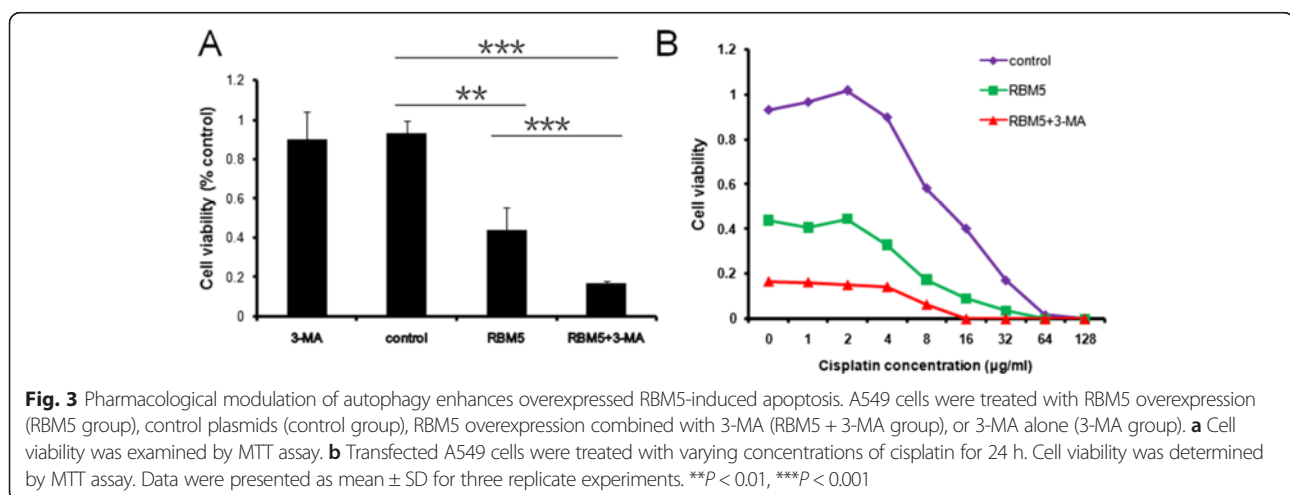 A
***
**
***
Cell viability (% control)
1.2
1
0.8
0.6
0.4
0.2
0
3-MA control RBM5 RBM5+3-MA
B
control
RBM5
RBM5+3-MA
Cell viability
1.2
1
0.8
0.6
0.4
0.2
0
0 1 2 4 8 16 32 64 128
Cisplatin concentration (µg/ml)
Fig. 3 Pharmacological modulation of autophagy enhances overexpressed RBM5-induced apoptosis. A549 cells were treated with RBM5 overexpression
(RBM5 group), control plasmids (control group), RBM5 overexpression combined with 3-MA (RBM5 + 3-MA group), or 3-MA alone (3-MA group). a Cell
viability was examined by MTT assay. b Transfected A549 cells were treated with varying concentrations of cisplatin for 24 h. Cell viability was determined
by MTT assay. Data were presented as mean ± SD for three replicate experiments. **P < 0.01, ***P < 0.001